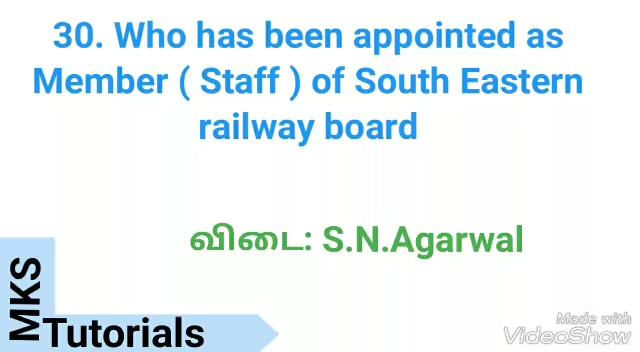 30. Who has been appointed as
Member ( Staff ) of South Eastern
railway board
விடை: S.N.Agarwal
MKS
Tutorials
Made with
VideoShow